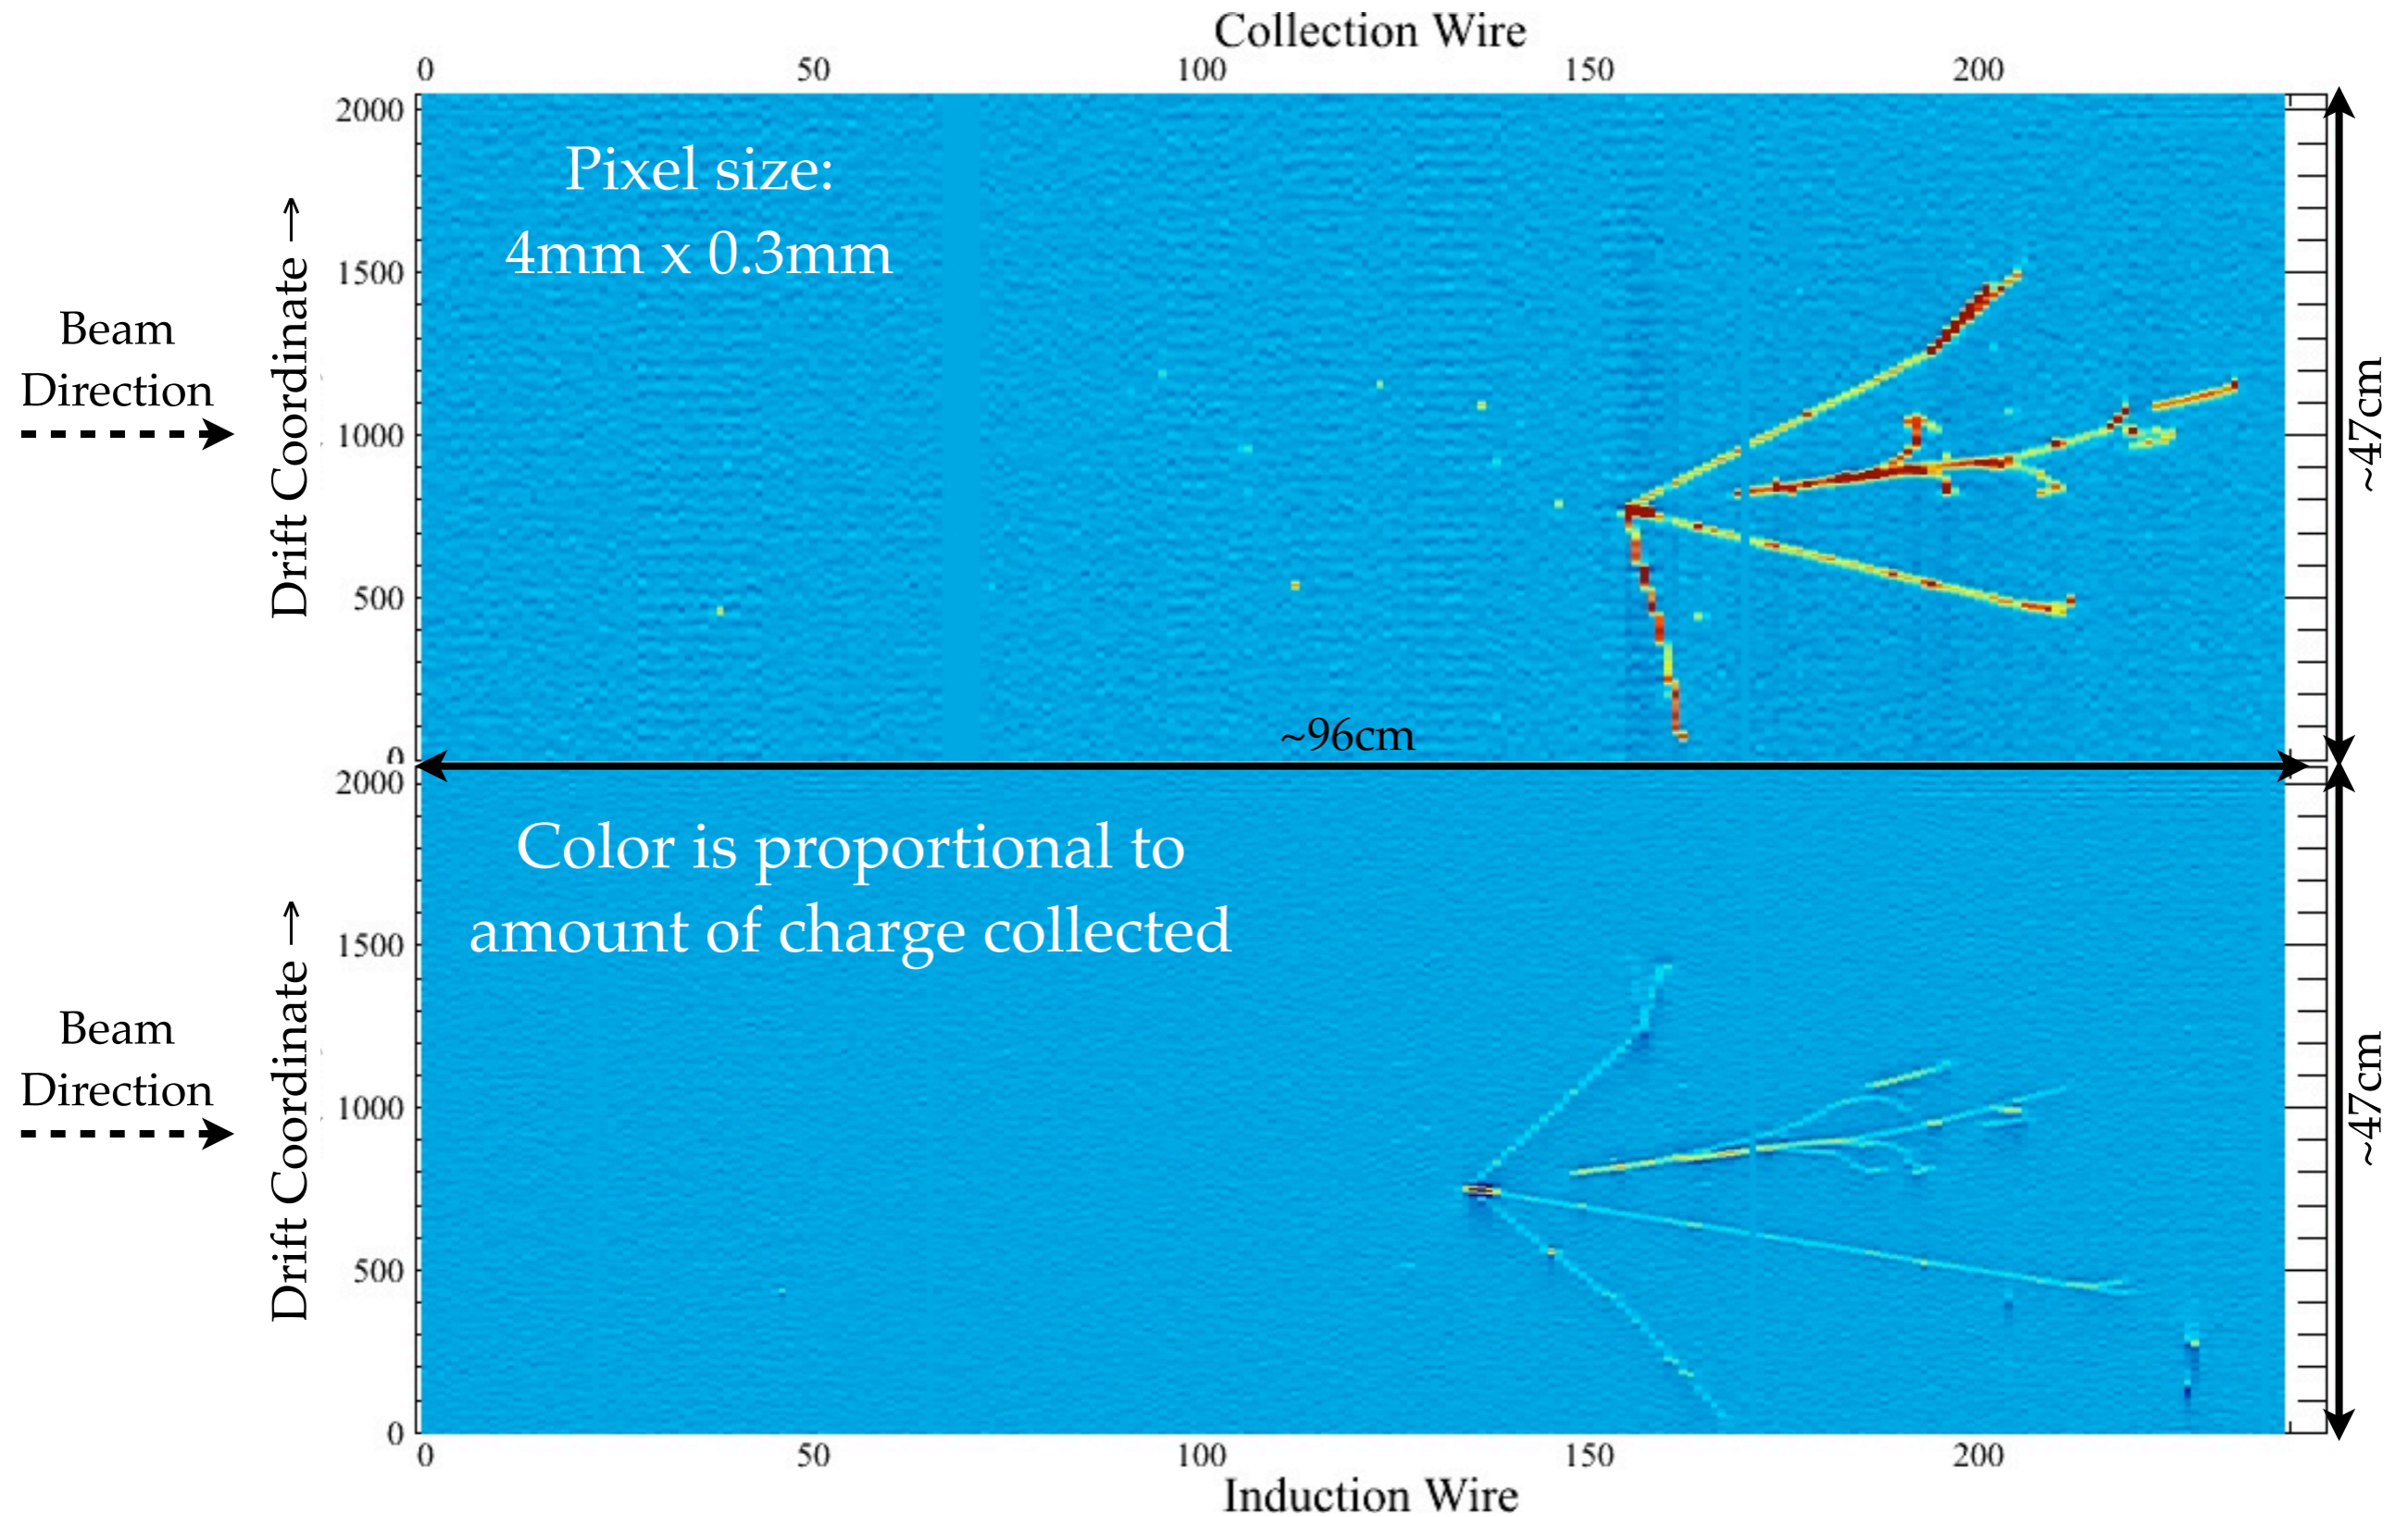 Collection Wire
0 50 100 150 200
2000
1500
1000
500
0
Drift Coordinate →
Beam
Direction
Pixel size:
4mm x 0.3mm
~47cm
~96cm
2000
1500
1000
500
0
Drift Coordinate →
Beam
Direction
Color is proportional to
amount of charge collected
~47cm
0 50 100 150 200
Induction Wire